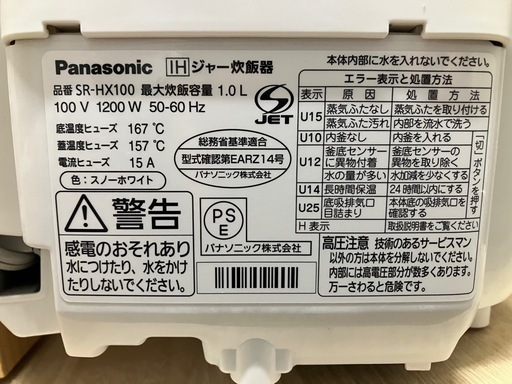 Panasonic IHジャー炊飯器
品番 SR-HX100 最大炊飯容量 1.0 L
100 V 1200 W 50-60 Hz
底温度ヒューズ 167 ℃
蓋温度ヒューズ 157 ℃
電流ヒューズ 15 A
色：スノーホワイト
S JET
総務省基準適合
型式確認第EARZ14号
パナソニック株式会社
警告
感電のおそれあり
水につけたり、水をかけ
たりしないでください。
PS
E
パナソニック株式会社
本体内部に水を入れないでください。
エラー表示と処置方法
表示 原因 処置方法
U15 蒸気ふたなし 蒸気ふたを取り付ける
蒸気ふた汚れ 内部を流水で洗う
U10 内釜なし 内釜を入れる
U12 釜底センサーに異物付着 釜底センサーの異物を取り除く
水の量が多い 水加減を少なくする
U14 長時間保温 24時間以内にする
U25 底吸排気口目詰まり 本体底の吸排気口を確認する
H 表示 取扱説明書をご覧ください
「切」ボタンを押す
高圧注意 技術のあるサービスマン
以外の方は本体を分解しないでください。
内部には高電圧部分が数多くあります。
万一さわると危険です。